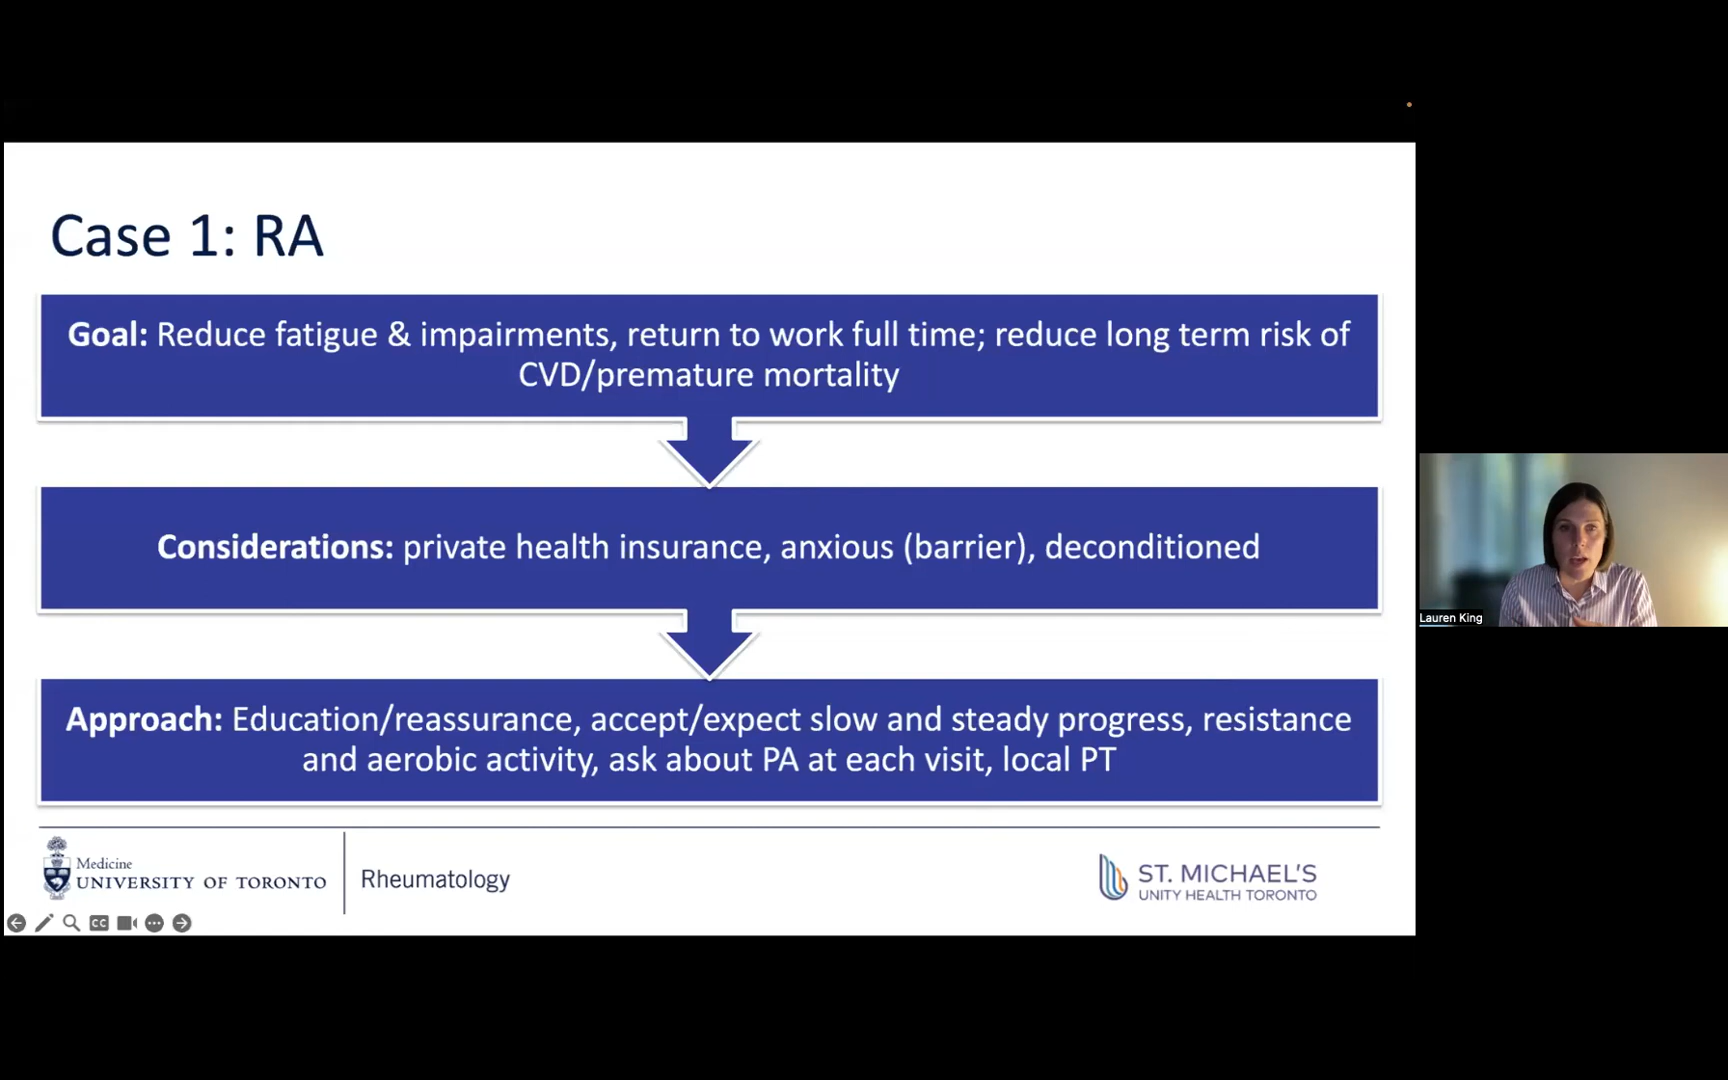 Case 1: RA
Goal: Reduce fatigue & impairments, return to work full time; reduce long term risk of
CVD/premature mortality
Considerations: private health insurance, anxious (barrier), deconditioned
Approach: Education/reassurance, accept/expect slow and steady progress, resistance
and aerobic activity, ask about PA at each visit, local PT
Medicine
UNIVERSITY OF TORONTO
Rheumatology
ST. MICHAEL'S
UNITY HEALTH TORONTO
CC
Lauren King